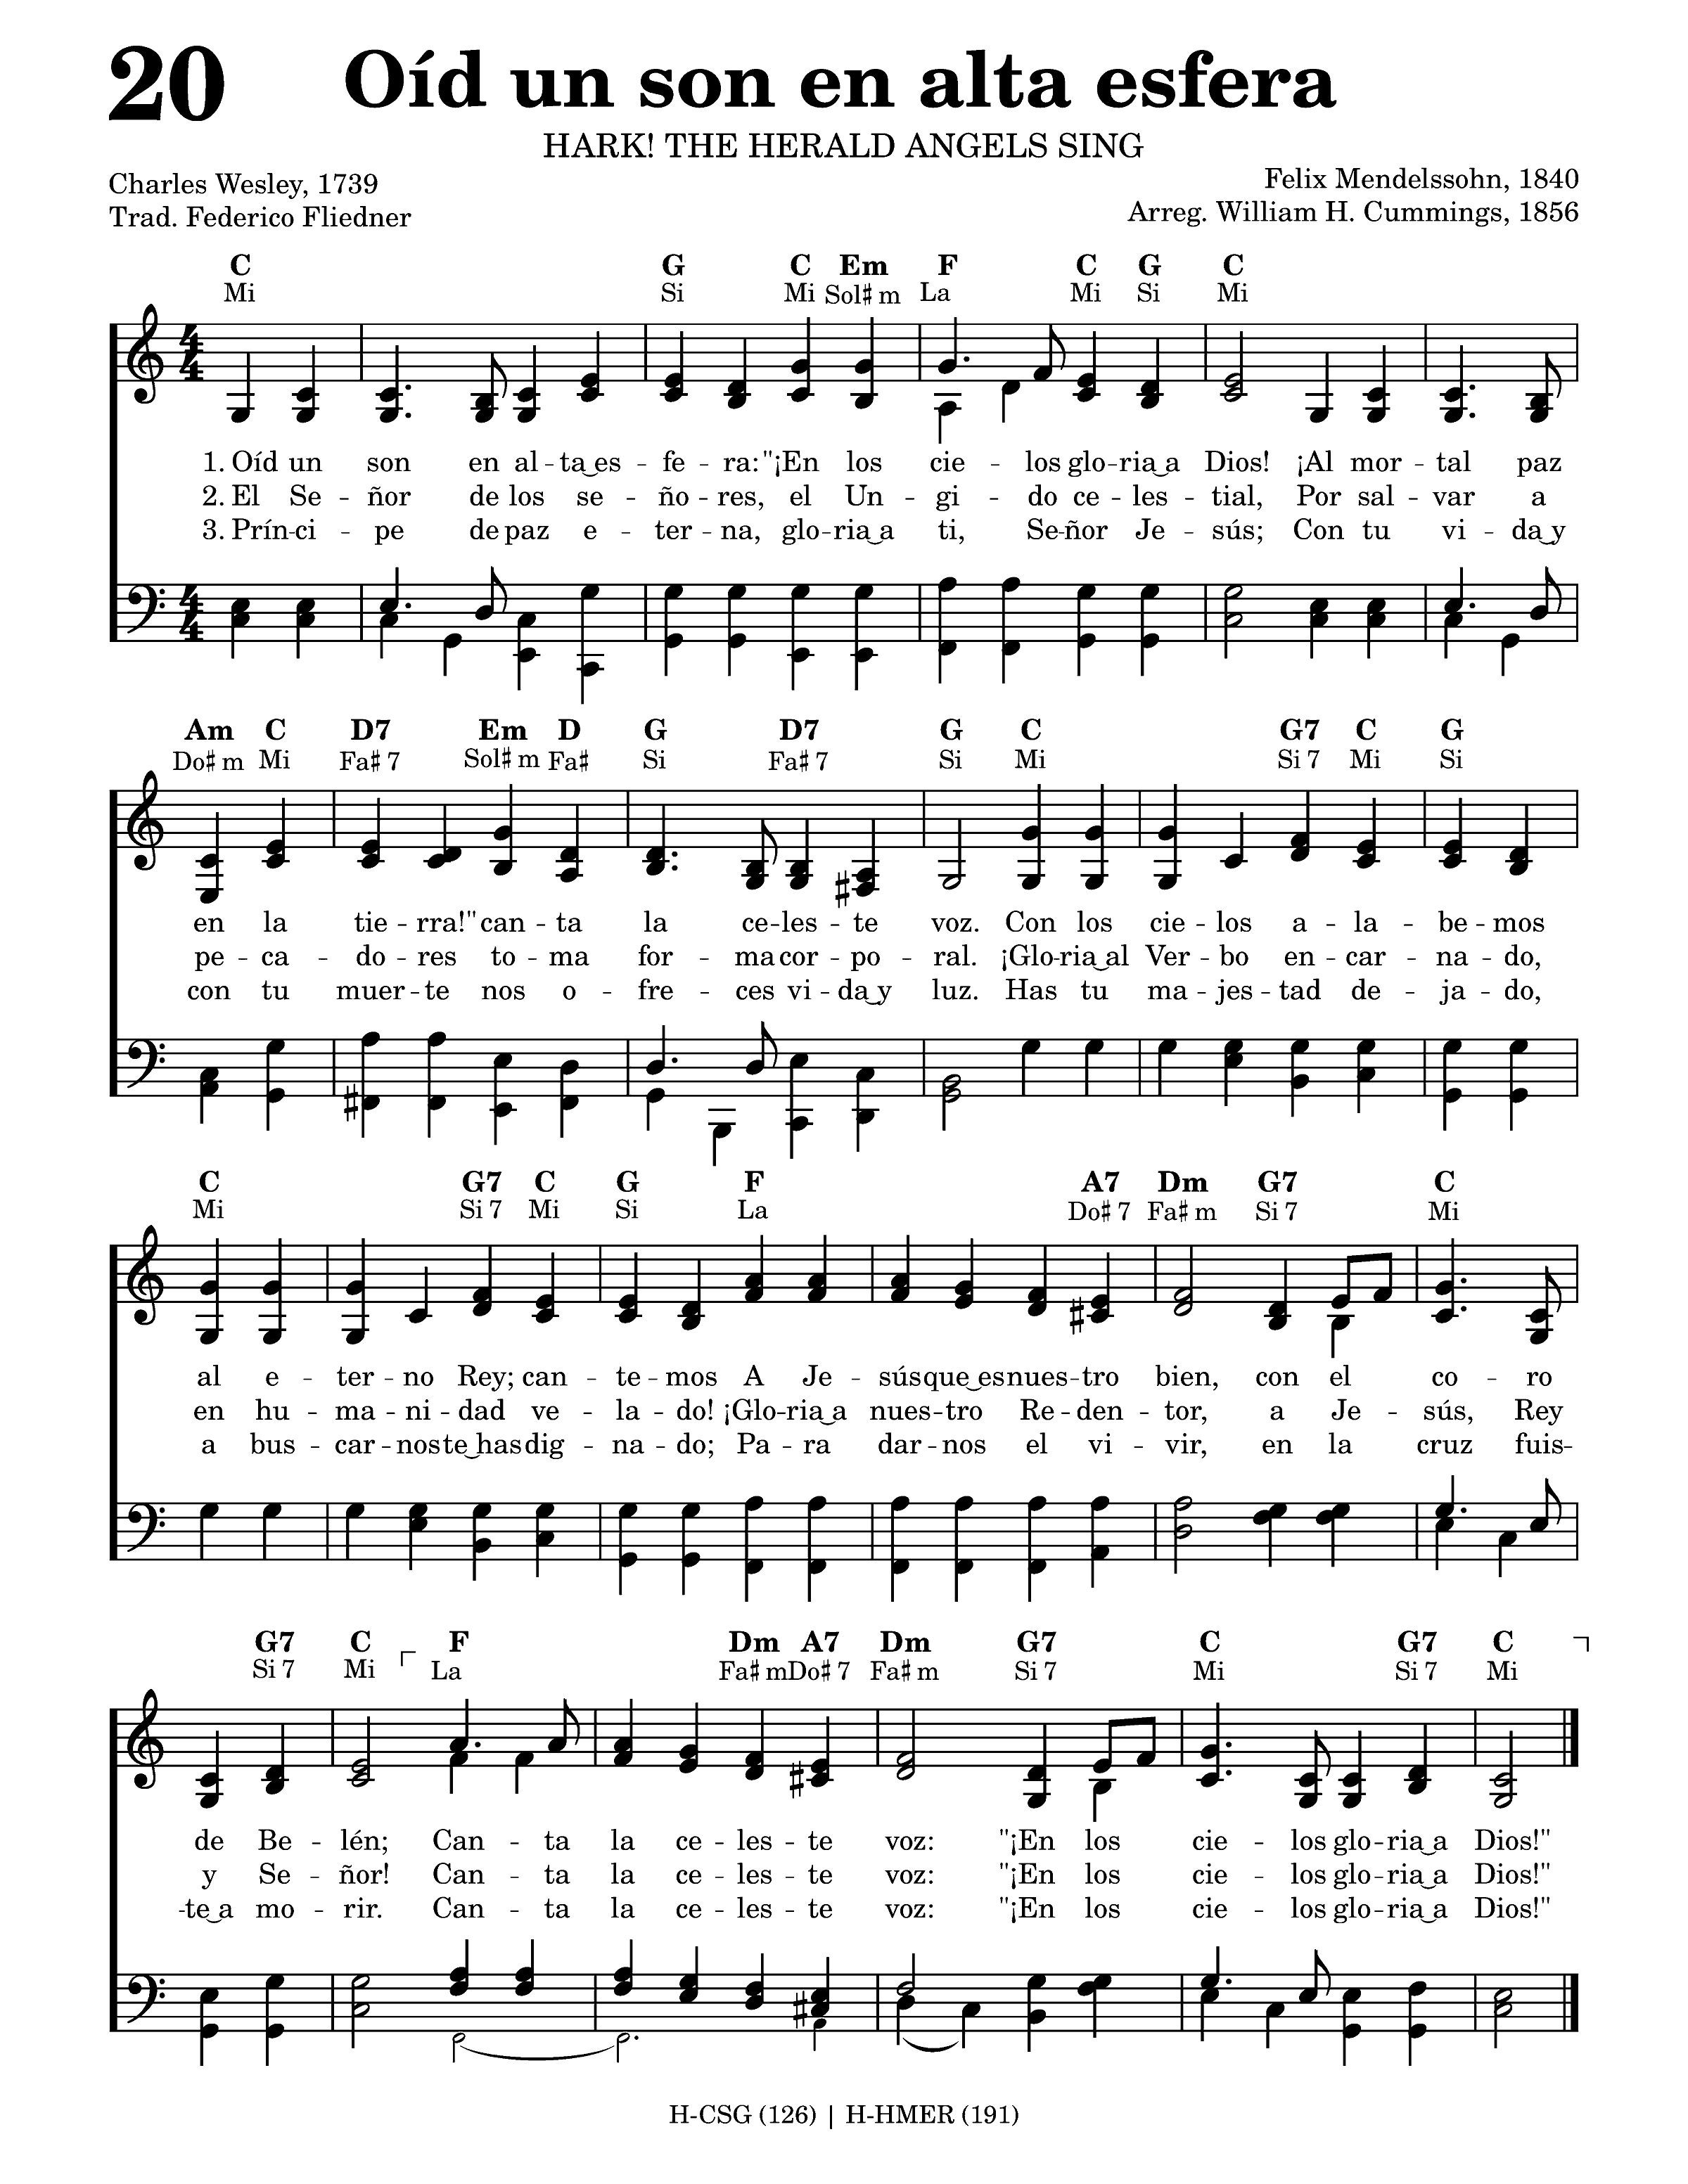 20 Oíd un son en alta esfera
HARK! THE HERALD ANGELS SING
Charles Wesley, 1739
Felix Mendelssohn, 1840
Trad. Federico Fliedner
Arreg. William H. Cummings, 1856
C G C Em F C G C
Mi Si Mi Sol♯m La Mi Si Mi
4/4
1. Oíd un son en al -- ta‿es -- fe -- ra: "¡En los cie -- los glo -- ria‿a Dios! ¡Al mor -- tal paz
2. El Se -- ñor de los se -- ño -- res, el Un -- gi -- do ce -- les -- tial, Por sal -- var a
3. Prín -- ci -- pe de paz e -- ter -- na, glo -- ria‿a ti, Se -- ñor Je -- sús; Con tu vi -- da‿y
4/4
Am C D7 Em D G D7 G C G7 C G
Do♯m Mi Fa♯7 Sol♯m Fa♯ Si Fa♯7 Si Mi Si7 Mi Si
en la tie -- rra!" can -- ta la ce -- les -- te voz. Con los cie -- los a -- la -- be -- mos
pe -- ca -- do -- res to -- ma for -- ma cor -- po -- ral. ¡Glo -- ria‿al Ver -- bo en -- car -- na -- do,
con tu muer -- te nos o -- fre -- ces vi -- da‿y luz. Has tu ma -- jes -- tad de -- ja -- do,
C G7 C G F A7 Dm G7 C
Mi Si7 Mi Si La Do♯7 Fa♯m Si7 Mi
al e -- ter -- no Rey; can -- te -- mos A Je -- sús que‿es nues -- tro bien, con el co -- ro
en hu -- ma -- ni -- dad ve -- la -- do! ¡Glo -- ria‿a nues -- tro Re -- den -- tor, a Je -- sús, Rey
a bus -- car -- nos te‿has dig -- na -- do; Pa -- ra dar -- nos el vi -- vir, en la cruz fuis --
G7 C F Dm A7 Dm G7 C G7 C
Si7 Mi La Fa♯m Do♯7 Fa♯m Si7 Mi Si7 Mi
de Be -- lén; Can -- ta la ce -- les -- te voz: "¡En los cie -- los glo -- ria‿a Dios!"
y Se -- ñor! Can -- ta la ce -- les -- te voz: "¡En los cie -- los glo -- ria‿a Dios!"
-te‿a mo -- rir. Can -- ta la ce -- les -- te voz: "¡En los cie -- los glo -- ria‿a Dios!"
H-CSG (126) | H-HMER (191)